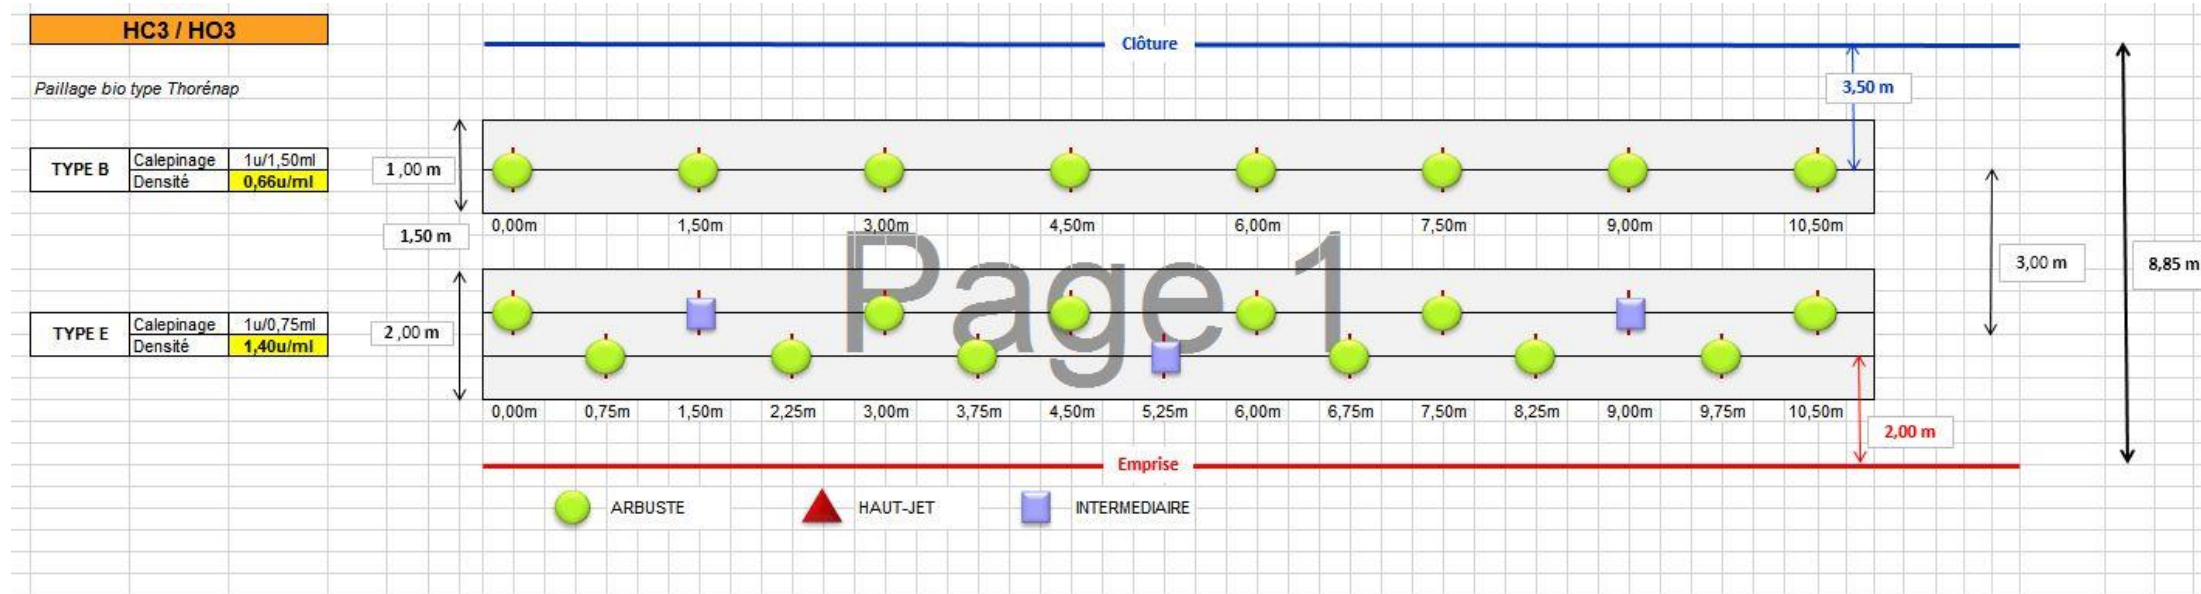 HC3 / HO3
Clôture
Paillage bio type Thorénap
3,50 m
TYPE B
Calepinage 1u/1,50ml
Densité 0,66u/ml
1,00 m
0,00m 1,50m 3,00m 4,50m 6,00m 7,50m 9,00m 10,50m
1,50 m
Page 1
3,00 m
8,85 m
TYPE E
Calepinage 1u/0,75ml
Densité 1,40u/ml
2,00 m
0,00m 0,75m 1,50m 2,25m 3,00m 3,75m 4,50m 5,25m 6,00m 6,75m 7,50m 8,25m 9,00m 9,75m 10,50m
2,00 m
Emprise
ARBUSTE HAUT-JET INTERMEDIAIRE